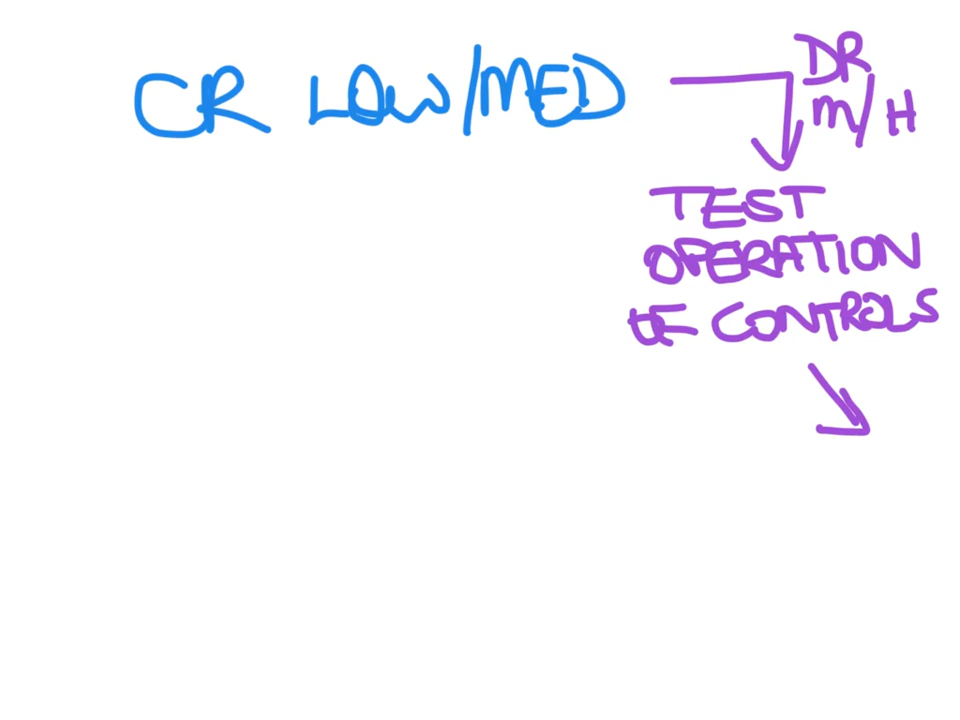 CR LOW/MED
DR
M/H
TEST
OPERATION
OF CONTROLS